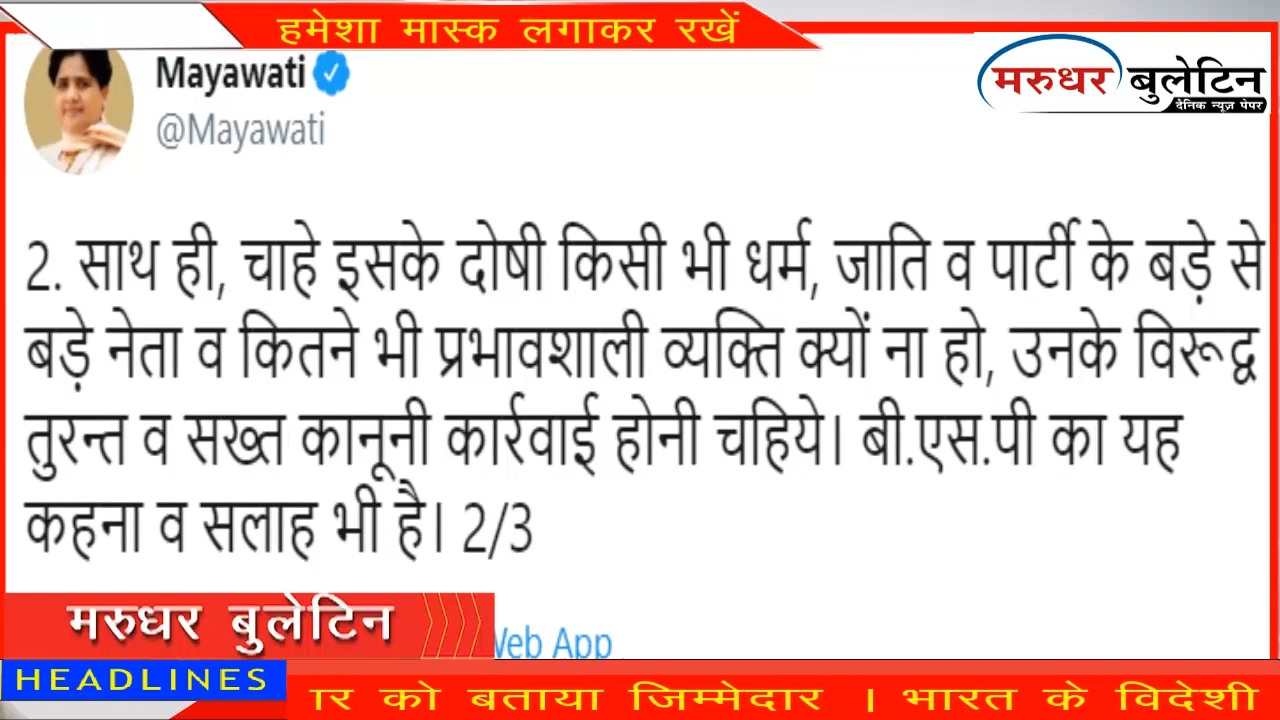 हमेशा मास्क लगाकर रखें
मरुधर बुलेटिन
दैनिक न्यूज़ पेपर
Mayawati
@Mayawati
2. साथ ही, चाहे इसके दोषी किसी भी धर्म, जाति व पार्टी के बड़े से
बड़े नेता व कितने भी प्रभावशाली व्यक्ति क्यों ना हो, उनके विरूद्व
तुरन्त व सख्त कानूनी कार्रवाई होनी चहिये। बी.एस.पी का यह
कहना व सलाह भी है। 2/3
मरुधर बुलेटिन
Web App
HEADLINES
ार को बताया जिम्मेदार । भारत के विदेशी